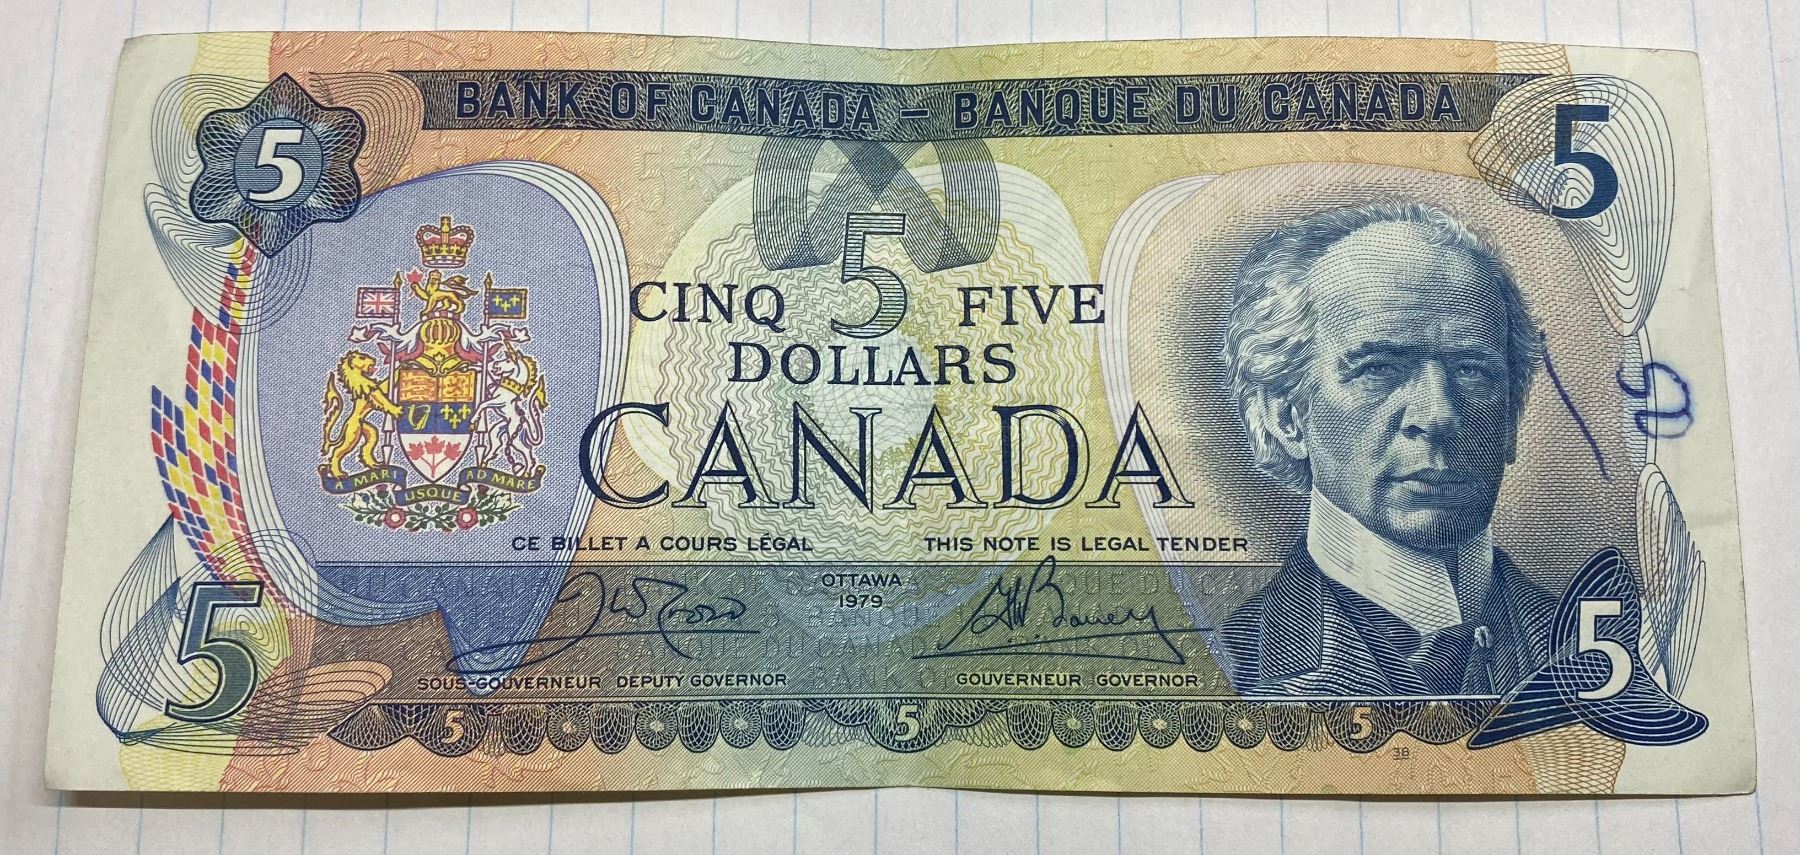 BANK OF CANADA – BANQUE DU CANADA
5
5
5
CINQ FIVE
DOLLARS
CANADA
A MARI USQUE AD MARE
CE BILLET A COURS LÉGAL THIS NOTE IS LEGAL TENDER
OTTAWA
1979
5
5
SOUS-GOUVERNEUR DEPUTY GOVERNOR GOUVERNEUR GOVERNOR
5 5 5
38